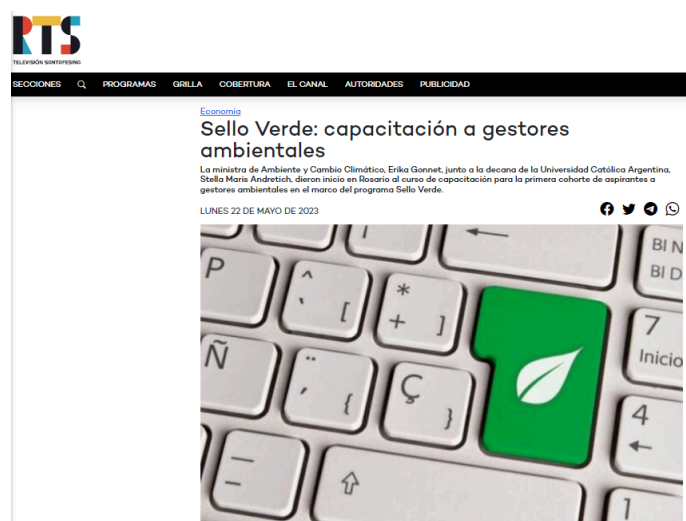 RTS
TELEVISIÓN SANTAFESINA
SECCIONES PROGRAMAS GRILLA COBERTURA EL CANAL AUTORIDADES PUBLICIDAD
Economía
Sello Verde: capacitación a gestores
ambientales
La ministra de Ambiente y Cambio Climático, Erika Gonnet, junto a la decana de la Universidad Católica Argentina,
Stella Maris Andretich, dieron inicio en Rosario al curso de capacitación para la primera cohorte de aspirantes a
gestores ambientales en el marco del programa Sello Verde.
LUNES 22 DE MAYO DE 2023
BI N
BI D
P ^ ` [ * + ] 7
Inicio
Ñ ¨ ´ { Ç } 4
_ - 1